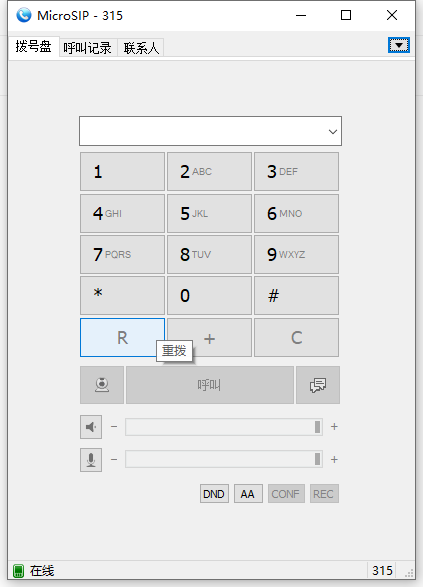 MicroSIP - 315
拨号盘 呼叫记录 联系人
1 2 ABC 3 DEF
4 GHI 5 JKL 6 MNO
7 PQRS 8 TUV 9 WXYZ
* 0 #
R + C
重拨
呼叫
− +
− +
DND AA CONF REC
在线 315